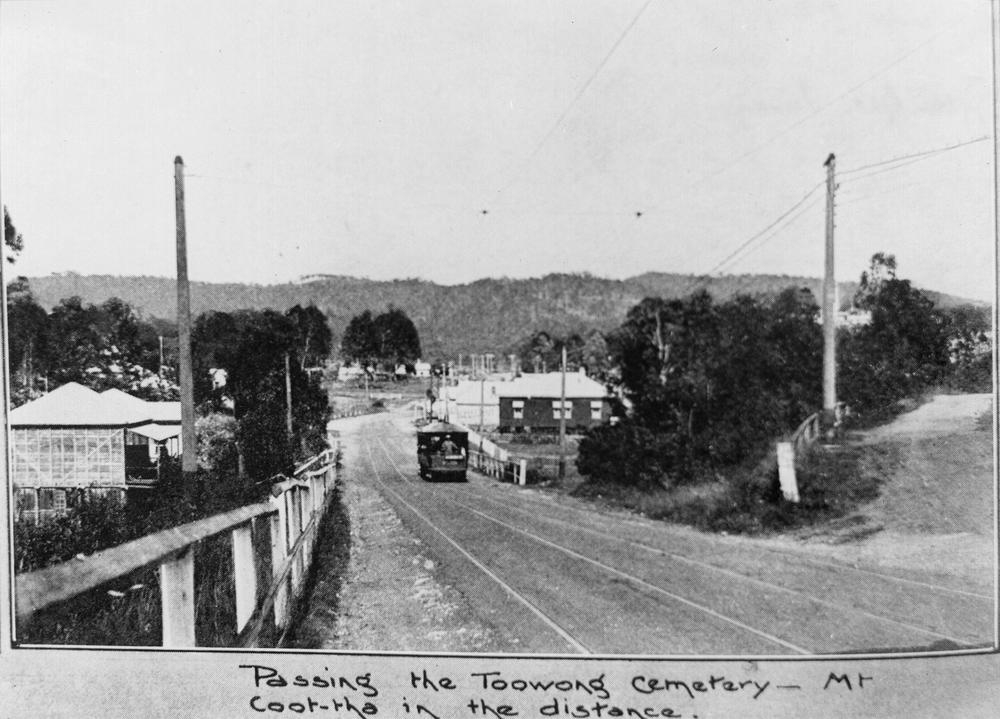 Passing the Toowong Cemetery – Mt
Coot-tha in the distance.